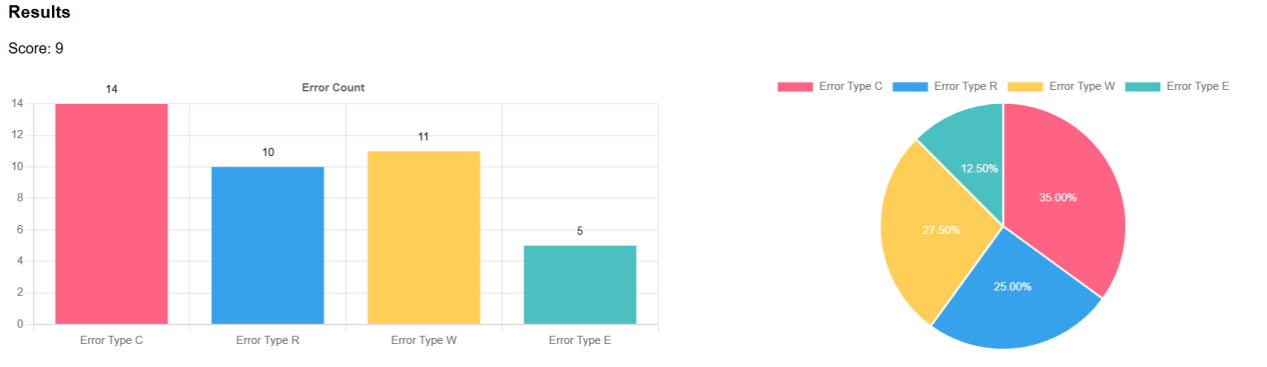 Results
Score: 9
Error Count
14
12
10
8
6
4
2
0
14
10
11
5
Error Type C
Error Type R
Error Type W
Error Type E
Error Type C Error Type R Error Type W Error Type E
12.50%
35.00%
27.50%
25.00%